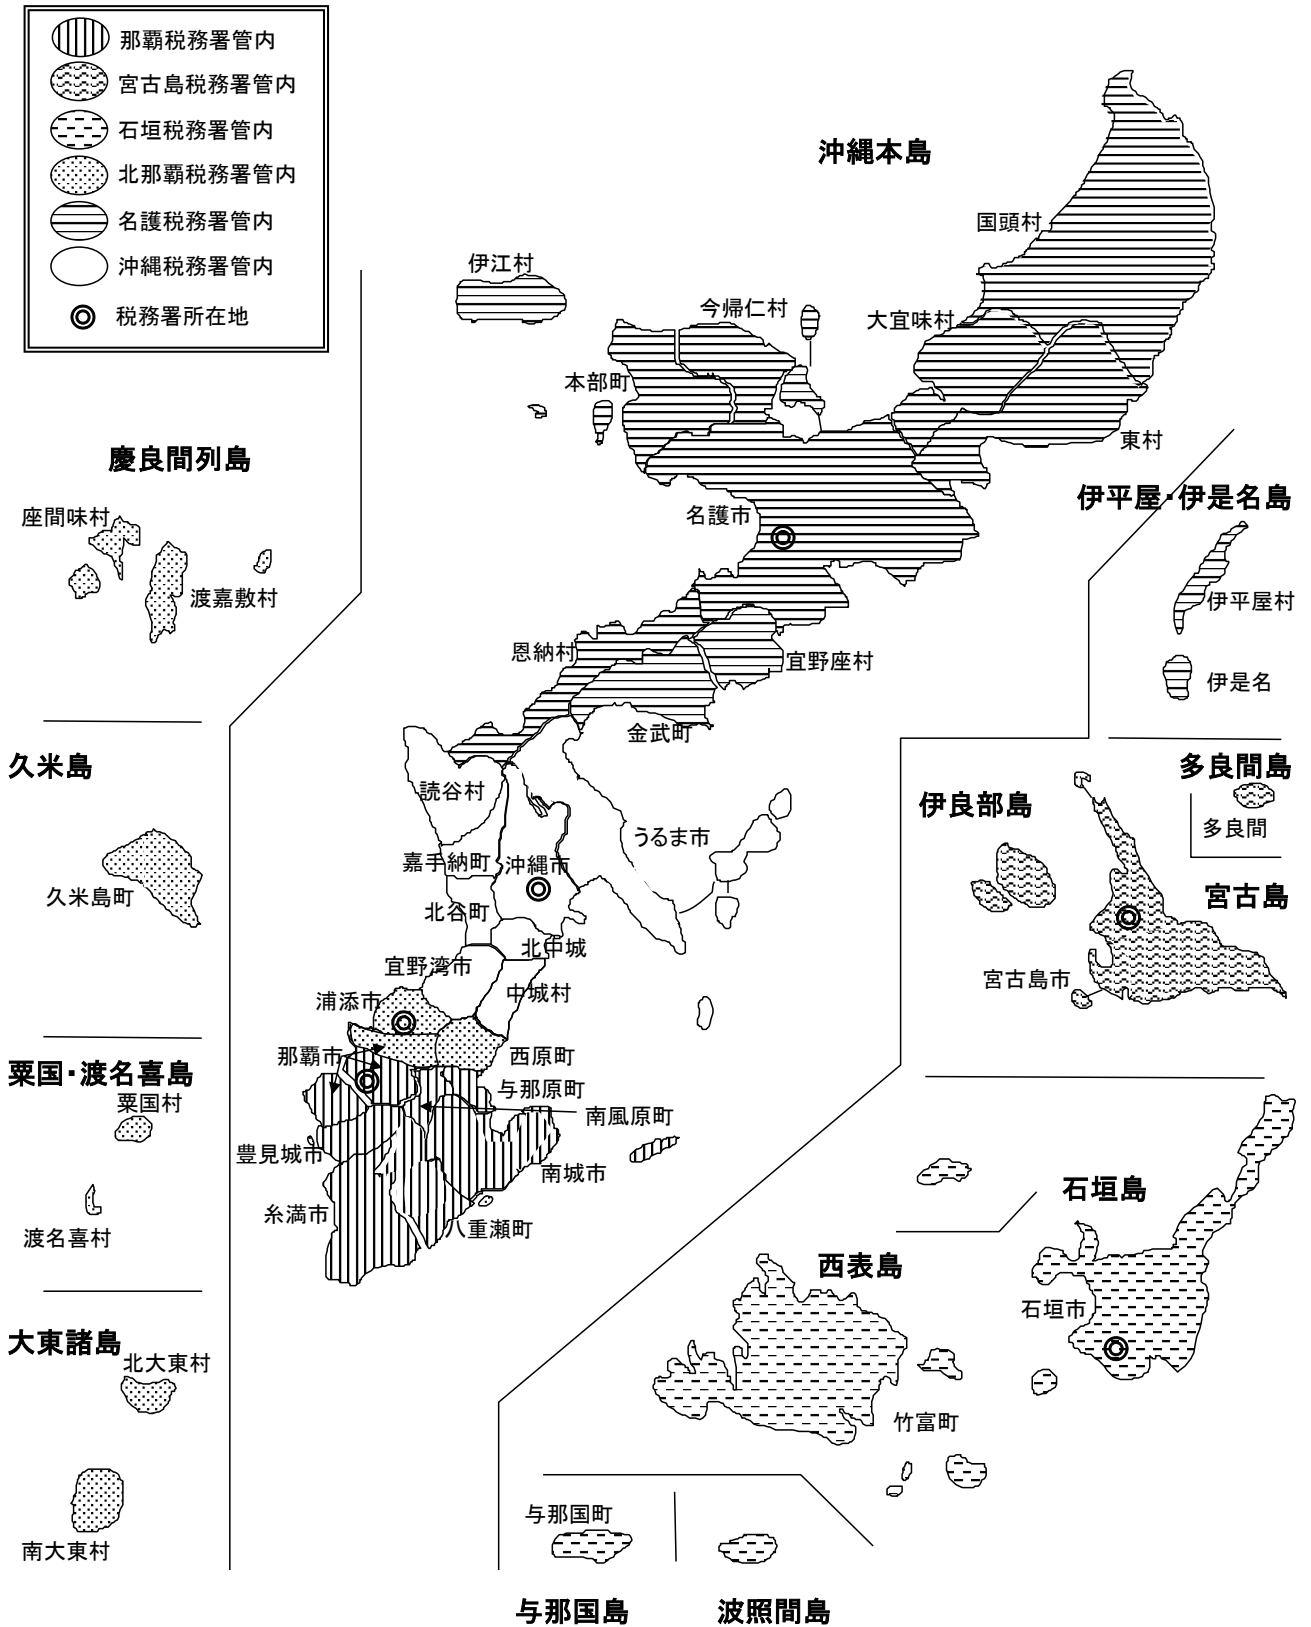 那覇税務署管内
宮古島税務署管内
石垣税務署管内
北那覇税務署管内
名護税務署管内
沖縄税務署管内
税務署所在地
沖縄本島
国頭村
伊江村
今帰仁村
大宜味村
本部町
東村
名護市
恩納村
宜野座村
金武町
読谷村
うるま市
嘉手納町
沖縄市
北谷町
北中城
宜野湾市
中城村
浦添市
那覇市
西原町
与那原町
南風原町
豊見城市
南城市
糸満市
八重瀬町
慶良間列島
座間味村
渡嘉敷村
久米島
久米島町
粟国・渡名喜島
粟国村
渡名喜村
大東諸島
北大東村
南大東村
伊平屋・伊是名島
伊平屋村
伊是名
多良間島
多良間
伊良部島
宮古島
宮古島市
石垣島
石垣市
西表島
竹富町
与那国町
与那国島
波照間島